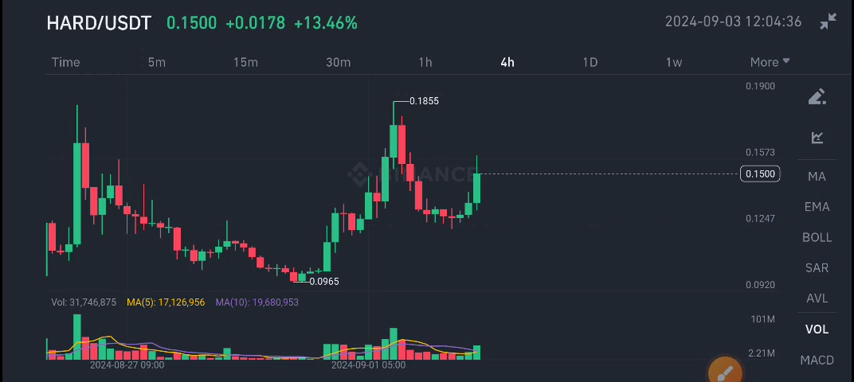 HARD/USDT 0.1500 +0.0178 +13.46% 2024-09-03 12:04:36
Time 5m 15m 30m 1h 4h 1D 1w More
0.1900
0.1855
0.1573
BINANCE
0.1500
MA
EMA
0.1247
BOLL
SAR
0.0965
0.0920
AVL
Vol: 31,746,875 MA(5): 17,126,956 MA(10): 19,680,953
101M
VOL
2.21M
MACD
2024-08-27 09:00 2024-09-01 05:00